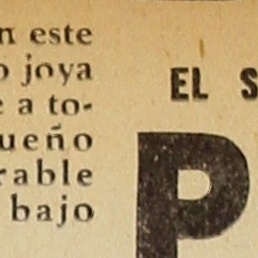 n este
o joya
e a to-
ueño
rable
bajo
EL S
P